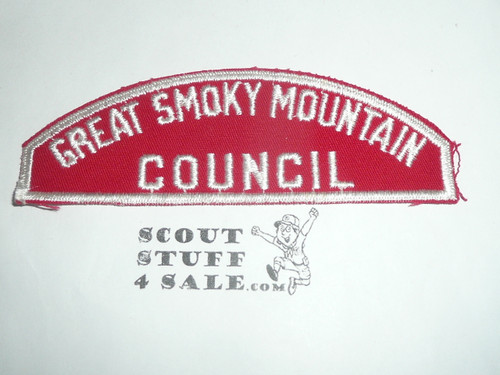 GREAT SMOKY MOUNTAIN
COUNCIL
SCOUT
STUFF
4 SALE.COM